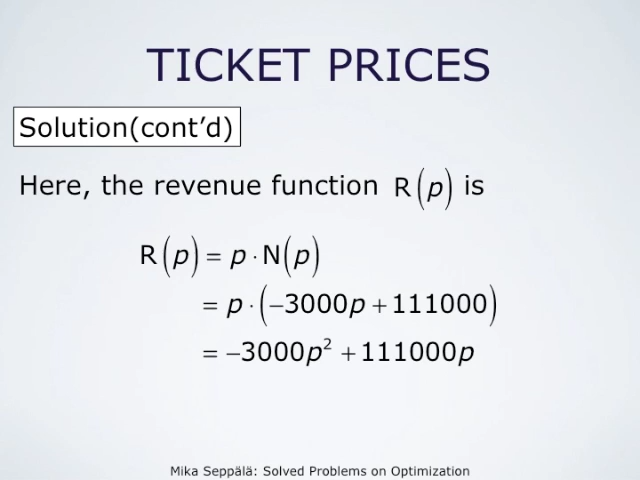 TICKET PRICES
Solution(cont’d)
Here, the revenue function R(p) is
R(p) = p · N(p)
= p · (−3000p + 111000)
= −3000p² + 111000p
Mika Seppälä: Solved Problems on Optimization